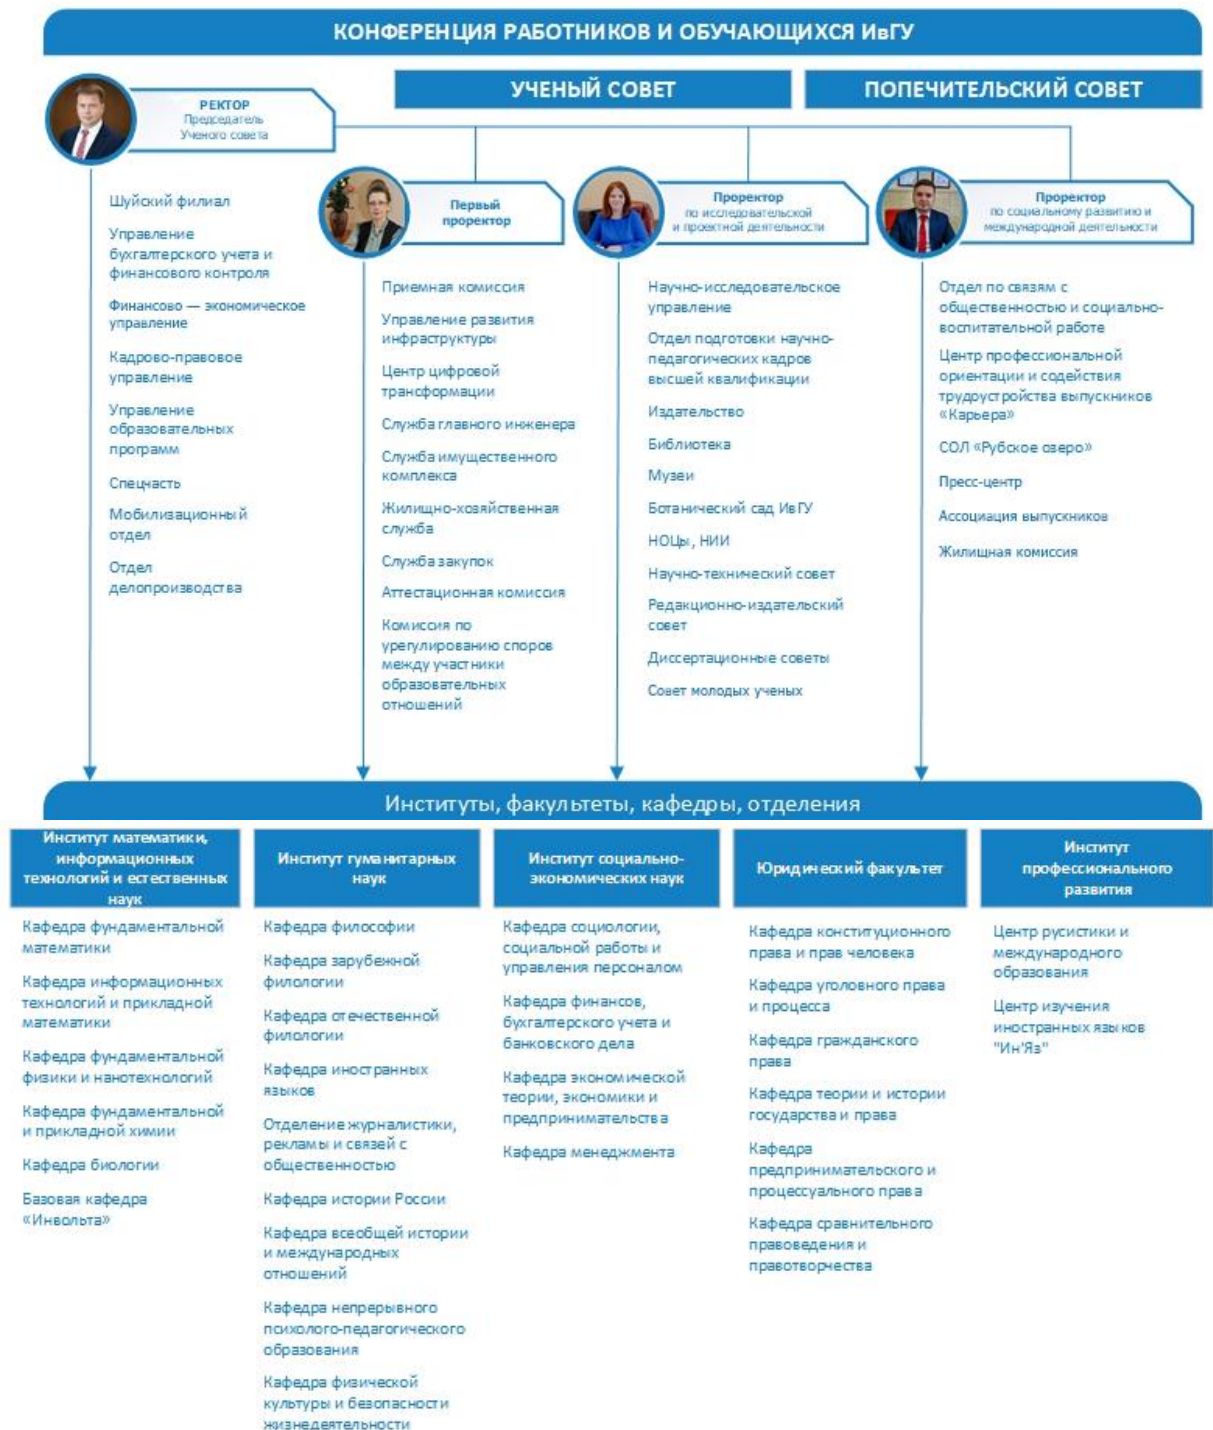 КОНФЕРЕНЦИЯ РАБОТНИКОВ И ОБУЧАЮЩИХСЯ ИвГУ
УЧЕНЫЙ СОВЕТ
ПОПЕЧИТЕЛЬСКИЙ СОВЕТ
РЕКТОР
Председатель
Ученого совета
Шуйский филиал
Управление
бухгалтерского учета и
финансового контроля
Финансово — экономическое
управление
Кадрово-правовое
управление
Управление
образовательных
программ
Спецчасть
Мобилизационный
отдел
Отдел
делопроизводства
Первый
проректор
Приемная комиссия
Управление развития
инфраструктуры
Центр цифровой
трансформации
Служба главного инженера
Служба имущественного
комплекса
Жилищно-хозяйственная
служба
Служба закупок
Аттестационная комиссия
Комиссия по
урегулированию споров
между участники
образовательных
отношений
Проректор
по исследовательской
и проектной деятельности
Научно-исследовательское
управление
Отдел подготовки научно-
педагогических кадров
высшей квалификации
Издательство
Библиотека
Музеи
Ботанический сад ИвГУ
НОЦы, НИИ
Научно-технический совет
Редакционно-издательский
совет
Диссертационные советы
Совет молодых ученых
Проректор
по социальному развитию и
международной деятельности
Отдел по связям с
общественностью и социально-
воспитательной работе
Центр профессиональной
ориентации и содействия
трудоустройства выпускников
«Карьера»
СОЛ «Рубское озеро»
Пресс-центр
Ассоциация выпускников
Жилищная комиссия
Институты, факультеты, кафедры, отделения
Институт математики,
информационных
технологий и естественных
наук
Кафедра фундаментальной
математики
Кафедра информационных
технологий и прикладной
математики
Кафедра фундаментальной
физики и нанотехнологий
Кафедра фундаментальной
и прикладной химии
Кафедра биологии
Базовая кафедра
«Инвольта»
Институт гуманитарных
наук
Кафедра философии
Кафедра зарубежной
филологии
Кафедра отечественной
филологии
Кафедра иностранных
языков
Отделение журналистики,
рекламы и связей с
общественностью
Кафедра истории России
Кафедра всеобщей истории
и международных
отношений
Кафедра непрерывного
психолого-педагогического
образования
Кафедра физической
культуры и безопасности
жизнедеятельности
Институт социально-
экономических наук
Кафедра социологии,
социальной работы и
управления персоналом
Кафедра финансов,
бухгалтерского учета и
банковского дела
Кафедра экономической
теории, экономики и
предпринимательства
Кафедра менеджмента
Юридический факультет
Кафедра конституционного
права и прав человека
Кафедра уголовного права
и процесса
Кафедра гражданского
права
Кафедра теории и истории
государства и права
Кафедра
предпринимательского и
процессуального права
Кафедра сравнительного
правоведения и
правотворчества
Институт
профессионального
развития
Центр русистики и
международного
образования
Центр изучения
иностранных языков
"Ин'Яз"